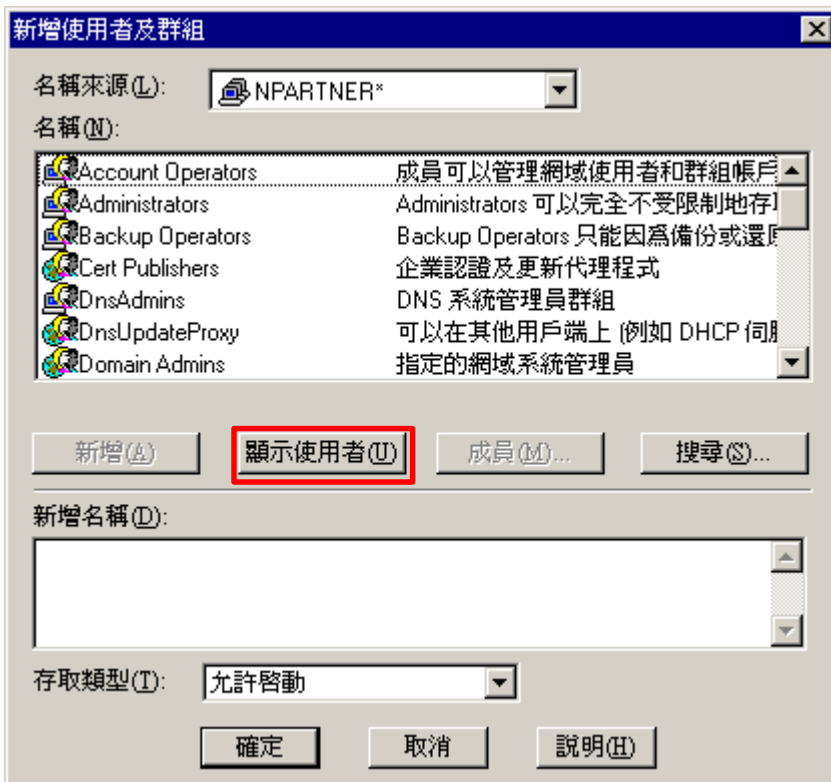 新增使用者及群組
名稱來源(L): NPARTNER*
名稱(N):
Account Operators 成員可以管理網域使用者和群組帳戶
Administrators Administrators 可以完全不受限制地存
Backup Operators Backup Operators 只能因為備份或還原
Cert Publishers 企業認證及更新代理程式
DnsAdmins DNS 系統管理員群組
DnsUpdateProxy 可以在其他用戶端上 (例如 DHCP 伺服
Domain Admins 指定的網域系統管理員
新增(A) 顯示使用者(U) 成員(M)... 搜尋(S)...
新增名稱(D):
存取類型(T): 允許啓動
確定 取消 說明(H)